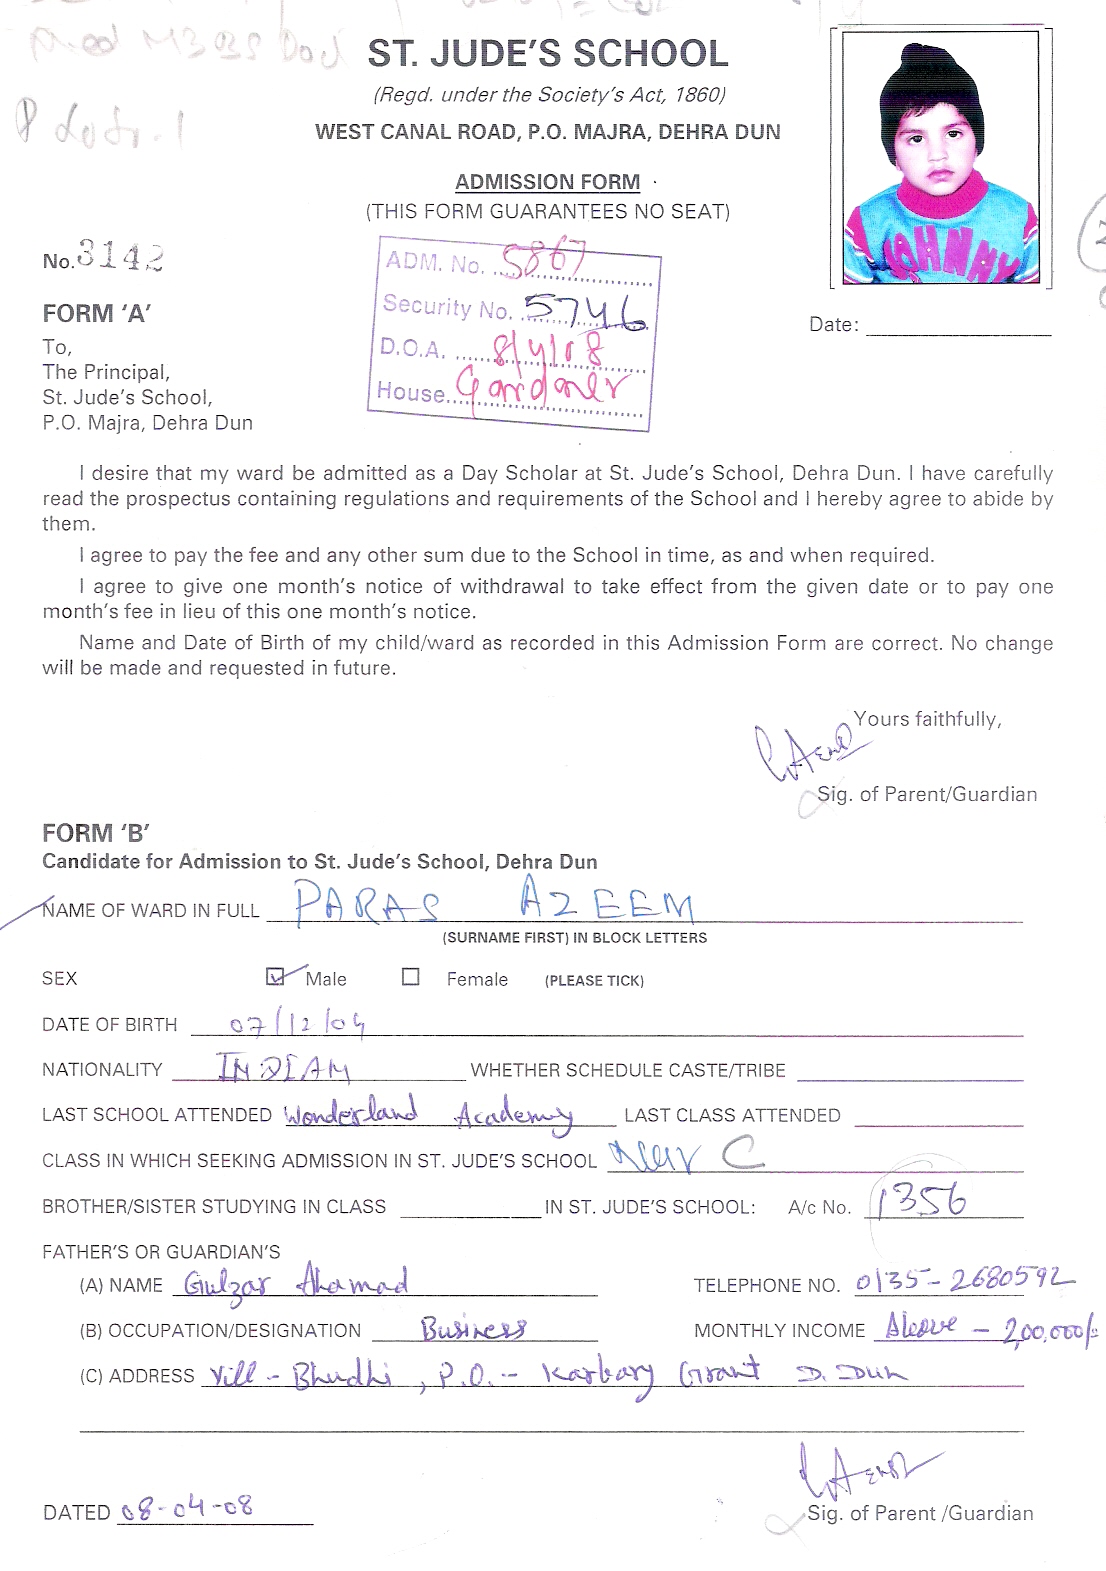 ST. JUDE'S SCHOOL
(Regd. under the Society's Act, 1860)
WEST CANAL ROAD, P.O. MAJRA, DEHRA DUN
ADMISSION FORM
(THIS FORM GUARANTEES NO SEAT)
No. 3142
ADM. No. 5867
Security No. 5746
D.O.A. 8/4/08
House Gardner
JOHNNY
Date:
FORM 'A'
To,
The Principal,
St. Jude's School,
P.O. Majra, Dehra Dun
I desire that my ward be admitted as a Day Scholar at St. Jude's School, Dehra Dun. I have carefully
read the prospectus containing regulations and requirements of the School and I hereby agree to abide by
them.
I agree to pay the fee and any other sum due to the School in time, as and when required.
I agree to give one month's notice of withdrawal to take effect from the given date or to pay one
month's fee in lieu of this one month's notice.
Name and Date of Birth of my child/ward as recorded in this Admission Form are correct. No change
will be made and requested in future.
Yours faithfully,
Sig. of Parent/Guardian
FORM 'B'
Candidate for Admission to St. Jude's School, Dehra Dun
NAME OF WARD IN FULL PARAS AZEEM
(SURNAME FIRST) IN BLOCK LETTERS
SEX Male Female (PLEASE TICK)
DATE OF BIRTH 07/12/04
NATIONALITY INDIAN WHETHER SCHEDULE CASTE/TRIBE
LAST SCHOOL ATTENDED Wonderland Academy LAST CLASS ATTENDED
CLASS IN WHICH SEEKING ADMISSION IN ST. JUDE'S SCHOOL Nur C
BROTHER/SISTER STUDYING IN CLASS IN ST. JUDE'S SCHOOL: A/c No. 1356
FATHER'S OR GUARDIAN'S
(A) NAME Gulzar Ahamad TELEPHONE NO. 0135-2680592
(B) OCCUPATION/DESIGNATION Business MONTHLY INCOME Above - 2,00,000/-
(C) ADDRESS Vill - Bhudhi, P.O. - Karbary Grant D. Dun
DATED 08-04-08
Sig. of Parent /Guardian